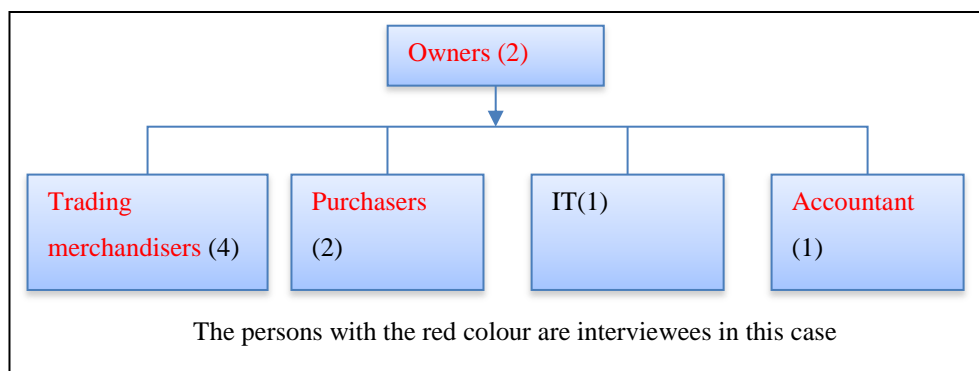 Owners (2)
Trading
merchandisers (4)
Purchasers
(2)
IT(1)
Accountant
(1)
The persons with the red colour are interviewees in this case